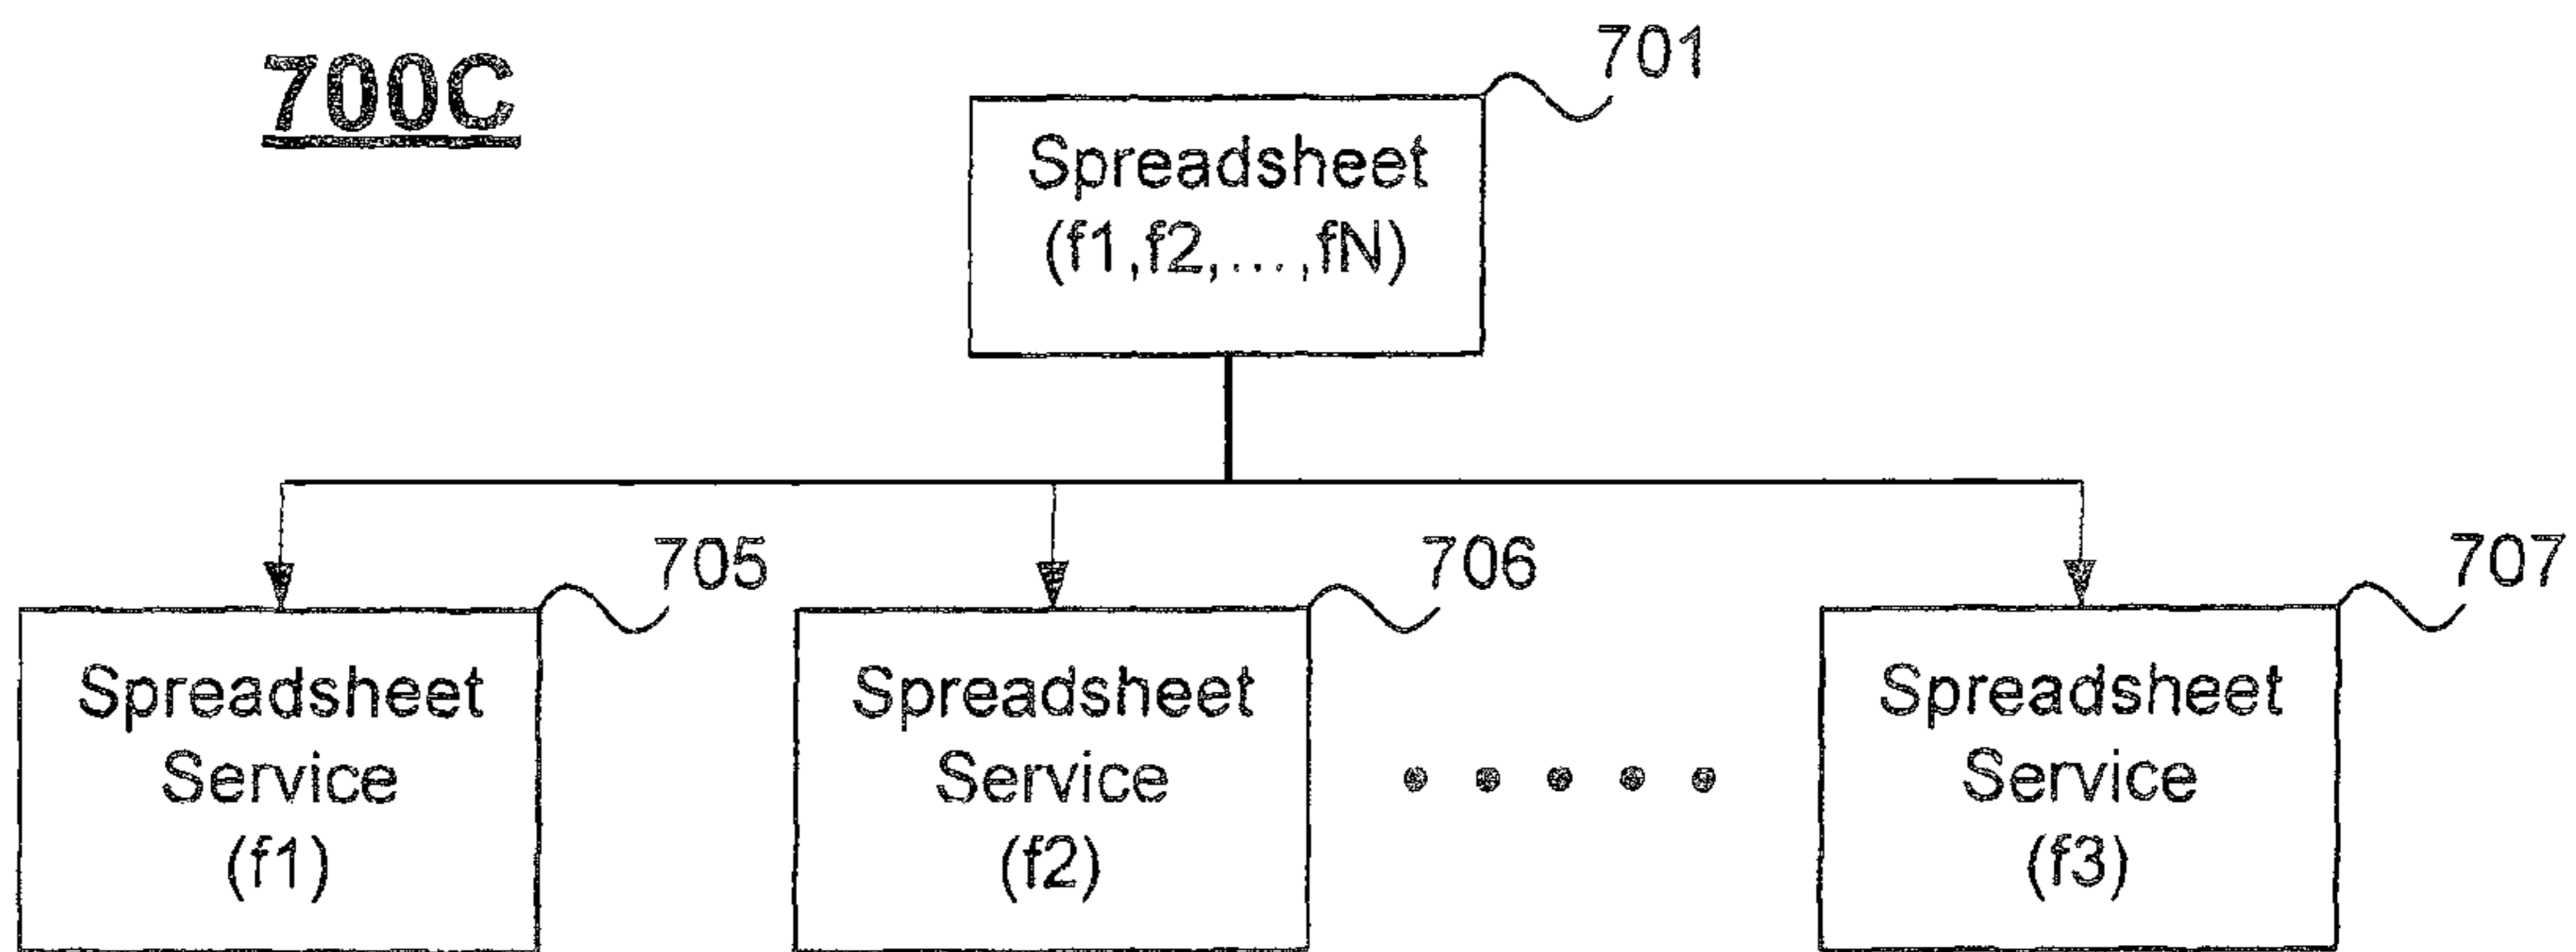 700C
701
Spreadsheet
(f1,f2,...,fN)
705
706
707
Spreadsheet
Service
(f1)
Spreadsheet
Service
(f2)
Spreadsheet
Service
(f3)